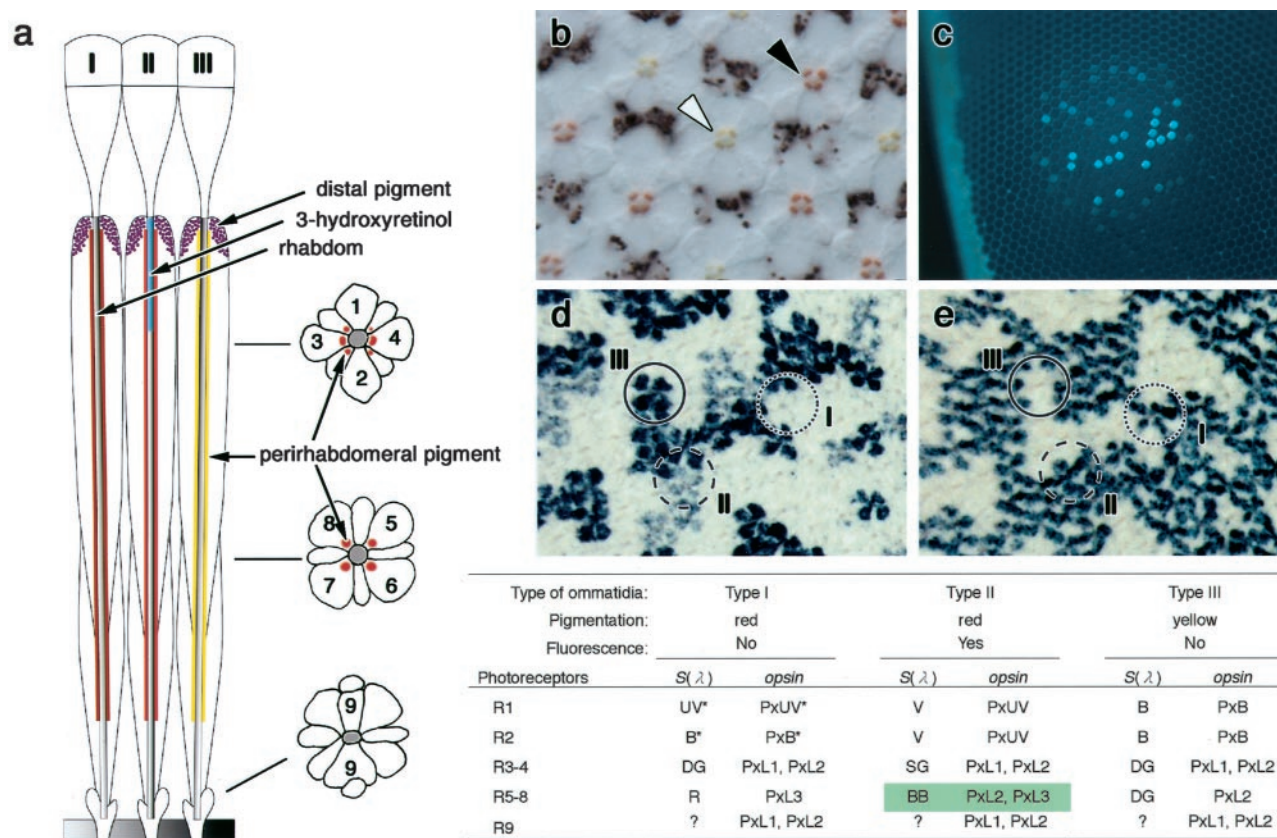 a
I II III
distal pigment
3-hydroxyretinol
rhabdom
1
3 4
2
perirhabdomeral pigment
8 5
7 6
9
9
b
c
d
III
I
II
e
III
I
II
Type of ommatidia: Type I Type II Type III
Pigmentation: red red yellow
Fluorescence: No Yes No
Photoreceptors S(λ) opsin S(λ) opsin S(λ) opsin
R1 UV* PxUV* V PxUV B PxB
R2 B* PxB* V PxUV B PxB
R3-4 DG PxL1, PxL2 SG PxL1, PxL2 DG PxL1, PxL2
R5-8 R PxL3 BB PxL2, PxL3 DG PxL2
R9 ? PxL1, PxL2 ? PxL1, PxL2 ? PxL1, PxL2